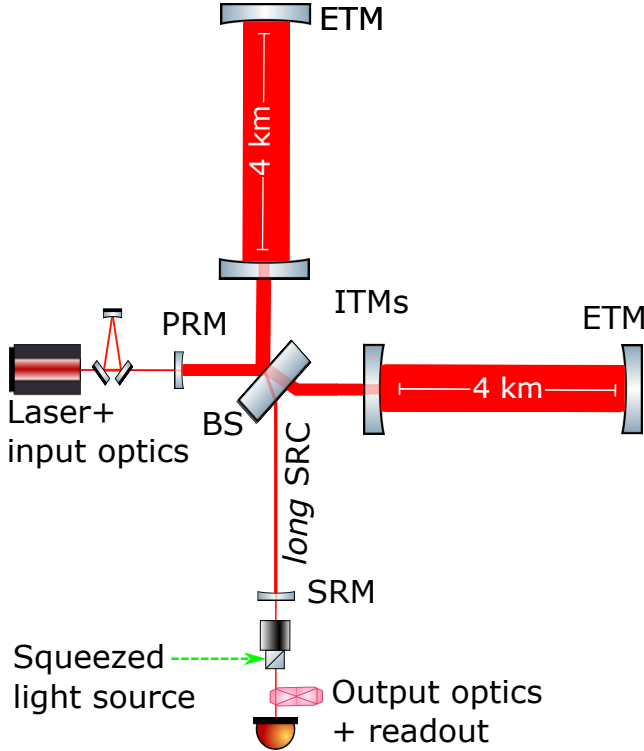 ETM
4 km
PRM
ITMs
ETM
4 km
Laser+
input optics
BS
long SRC
SRM
Squeezed
light source
Output optics
+ readout